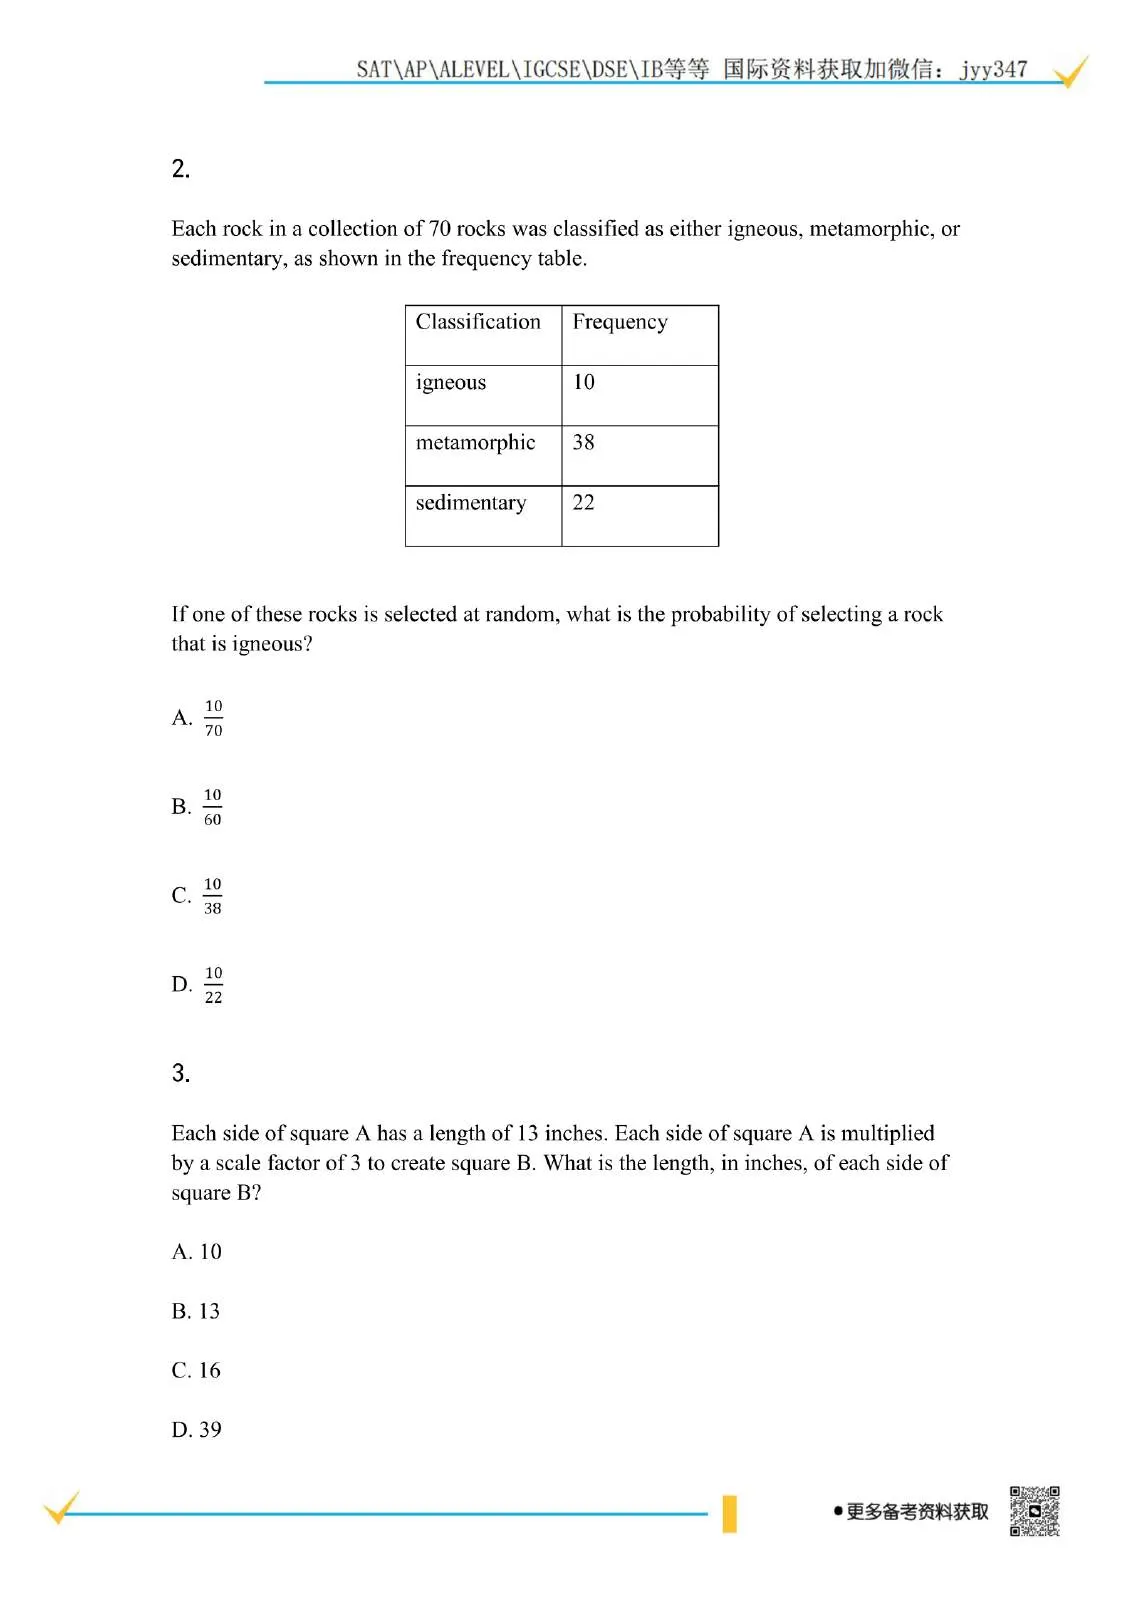 SAT\AP\ALEVEL\IGCSE\DSE\IB等等 国际资料获取加微信：jyy347
2.
Each rock in a collection of 70 rocks was classified as either igneous, metamorphic, or
sedimentary, as shown in the frequency table.
Classification Frequency
igneous 10
metamorphic 38
sedimentary 22
If one of these rocks is selected at random, what is the probability of selecting a rock
that is igneous?
A. 10/70
B. 10/60
C. 10/38
D. 10/22
3.
Each side of square A has a length of 13 inches. Each side of square A is multiplied
by a scale factor of 3 to create square B. What is the length, in inches, of each side of
square B?
A. 10
B. 13
C. 16
D. 39
•更多备考资料获取